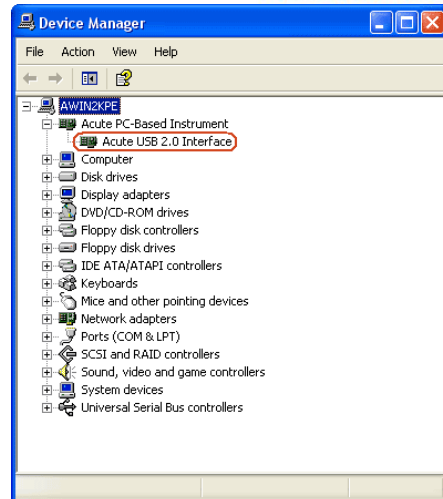 Device Manager
File Action View Help
AWIN2KPE
Acute PC-Based Instrument
Acute USB 2.0 Interface
Computer
Disk drives
Display adapters
DVD/CD-ROM drives
Floppy disk controllers
Floppy disk drives
IDE ATA/ATAPI controllers
Keyboards
Mice and other pointing devices
Network adapters
Ports (COM & LPT)
SCSI and RAID controllers
Sound, video and game controllers
System devices
Universal Serial Bus controllers